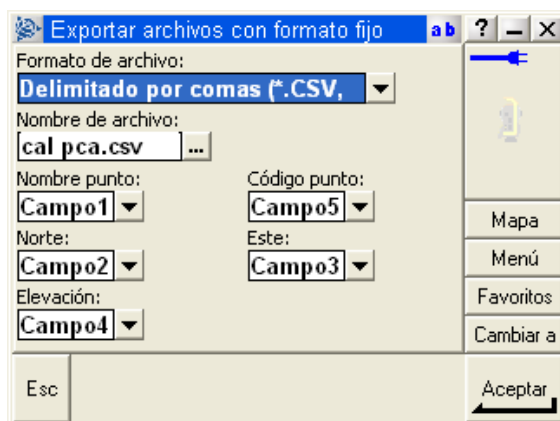 Exportar archivos con formato fijo
ab ? – X
Formato de archivo:
Delimitado por comas (*.CSV,
Nombre de archivo:
cal pca.csv ...
Nombre punto: Código punto:
Campo1 Campo5
Norte: Este:
Campo2 Campo3
Elevación:
Campo4
Mapa
Menú
Favoritos
Cambiar a
Esc Aceptar